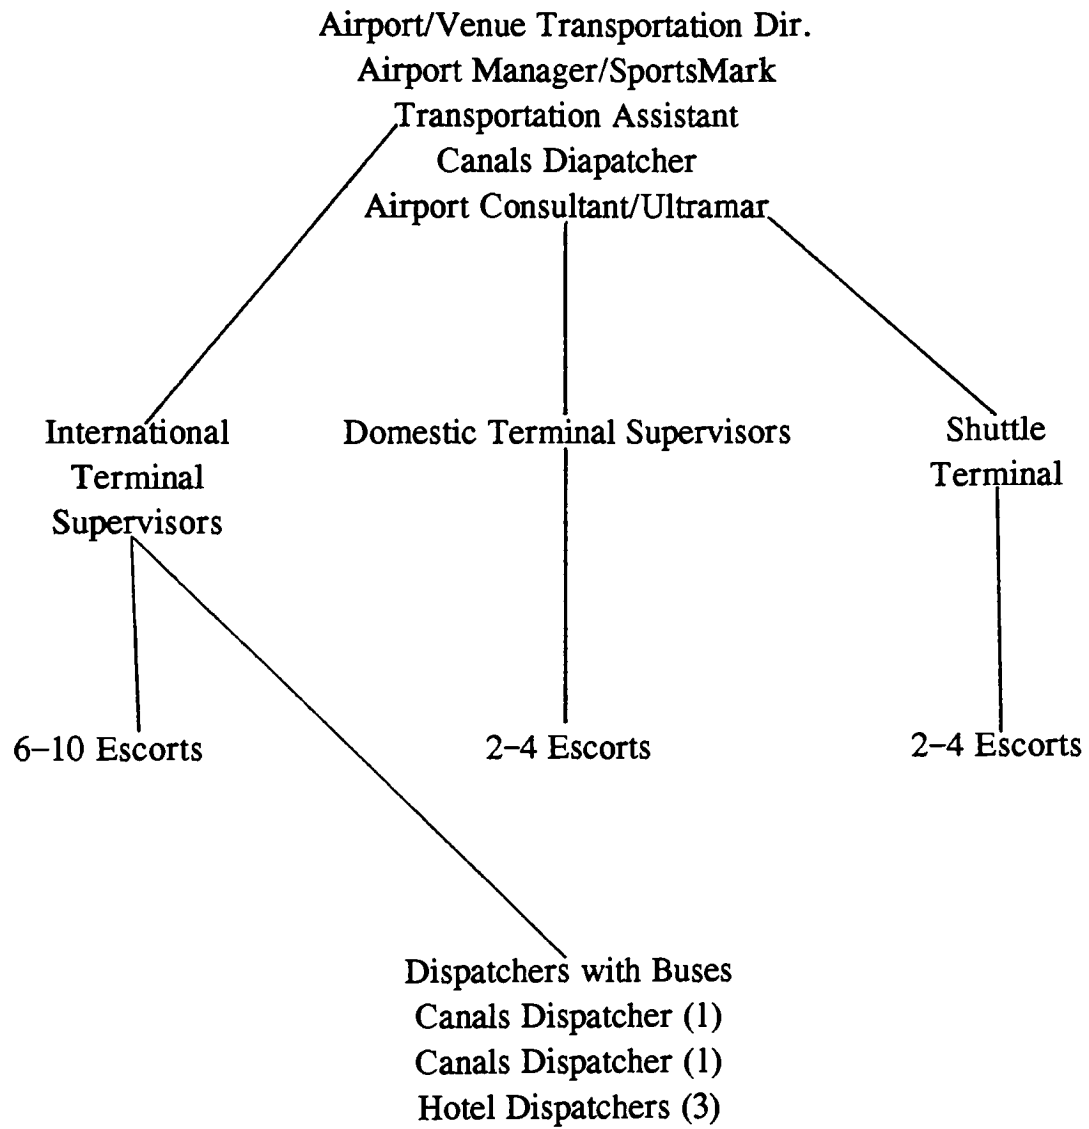 Airport/Venue Transportation Dir.
Airport Manager/SportsMark
Transportation Assistant
Canals Diapatcher
Airport Consultant/Ultramar
International
Terminal
Supervisors
Domestic Terminal Supervisors
Shuttle
Terminal
6–10 Escorts
2–4 Escorts
2–4 Escorts
Dispatchers with Buses
Canals Dispatcher (1)
Canals Dispatcher (1)
Hotel Dispatchers (3)